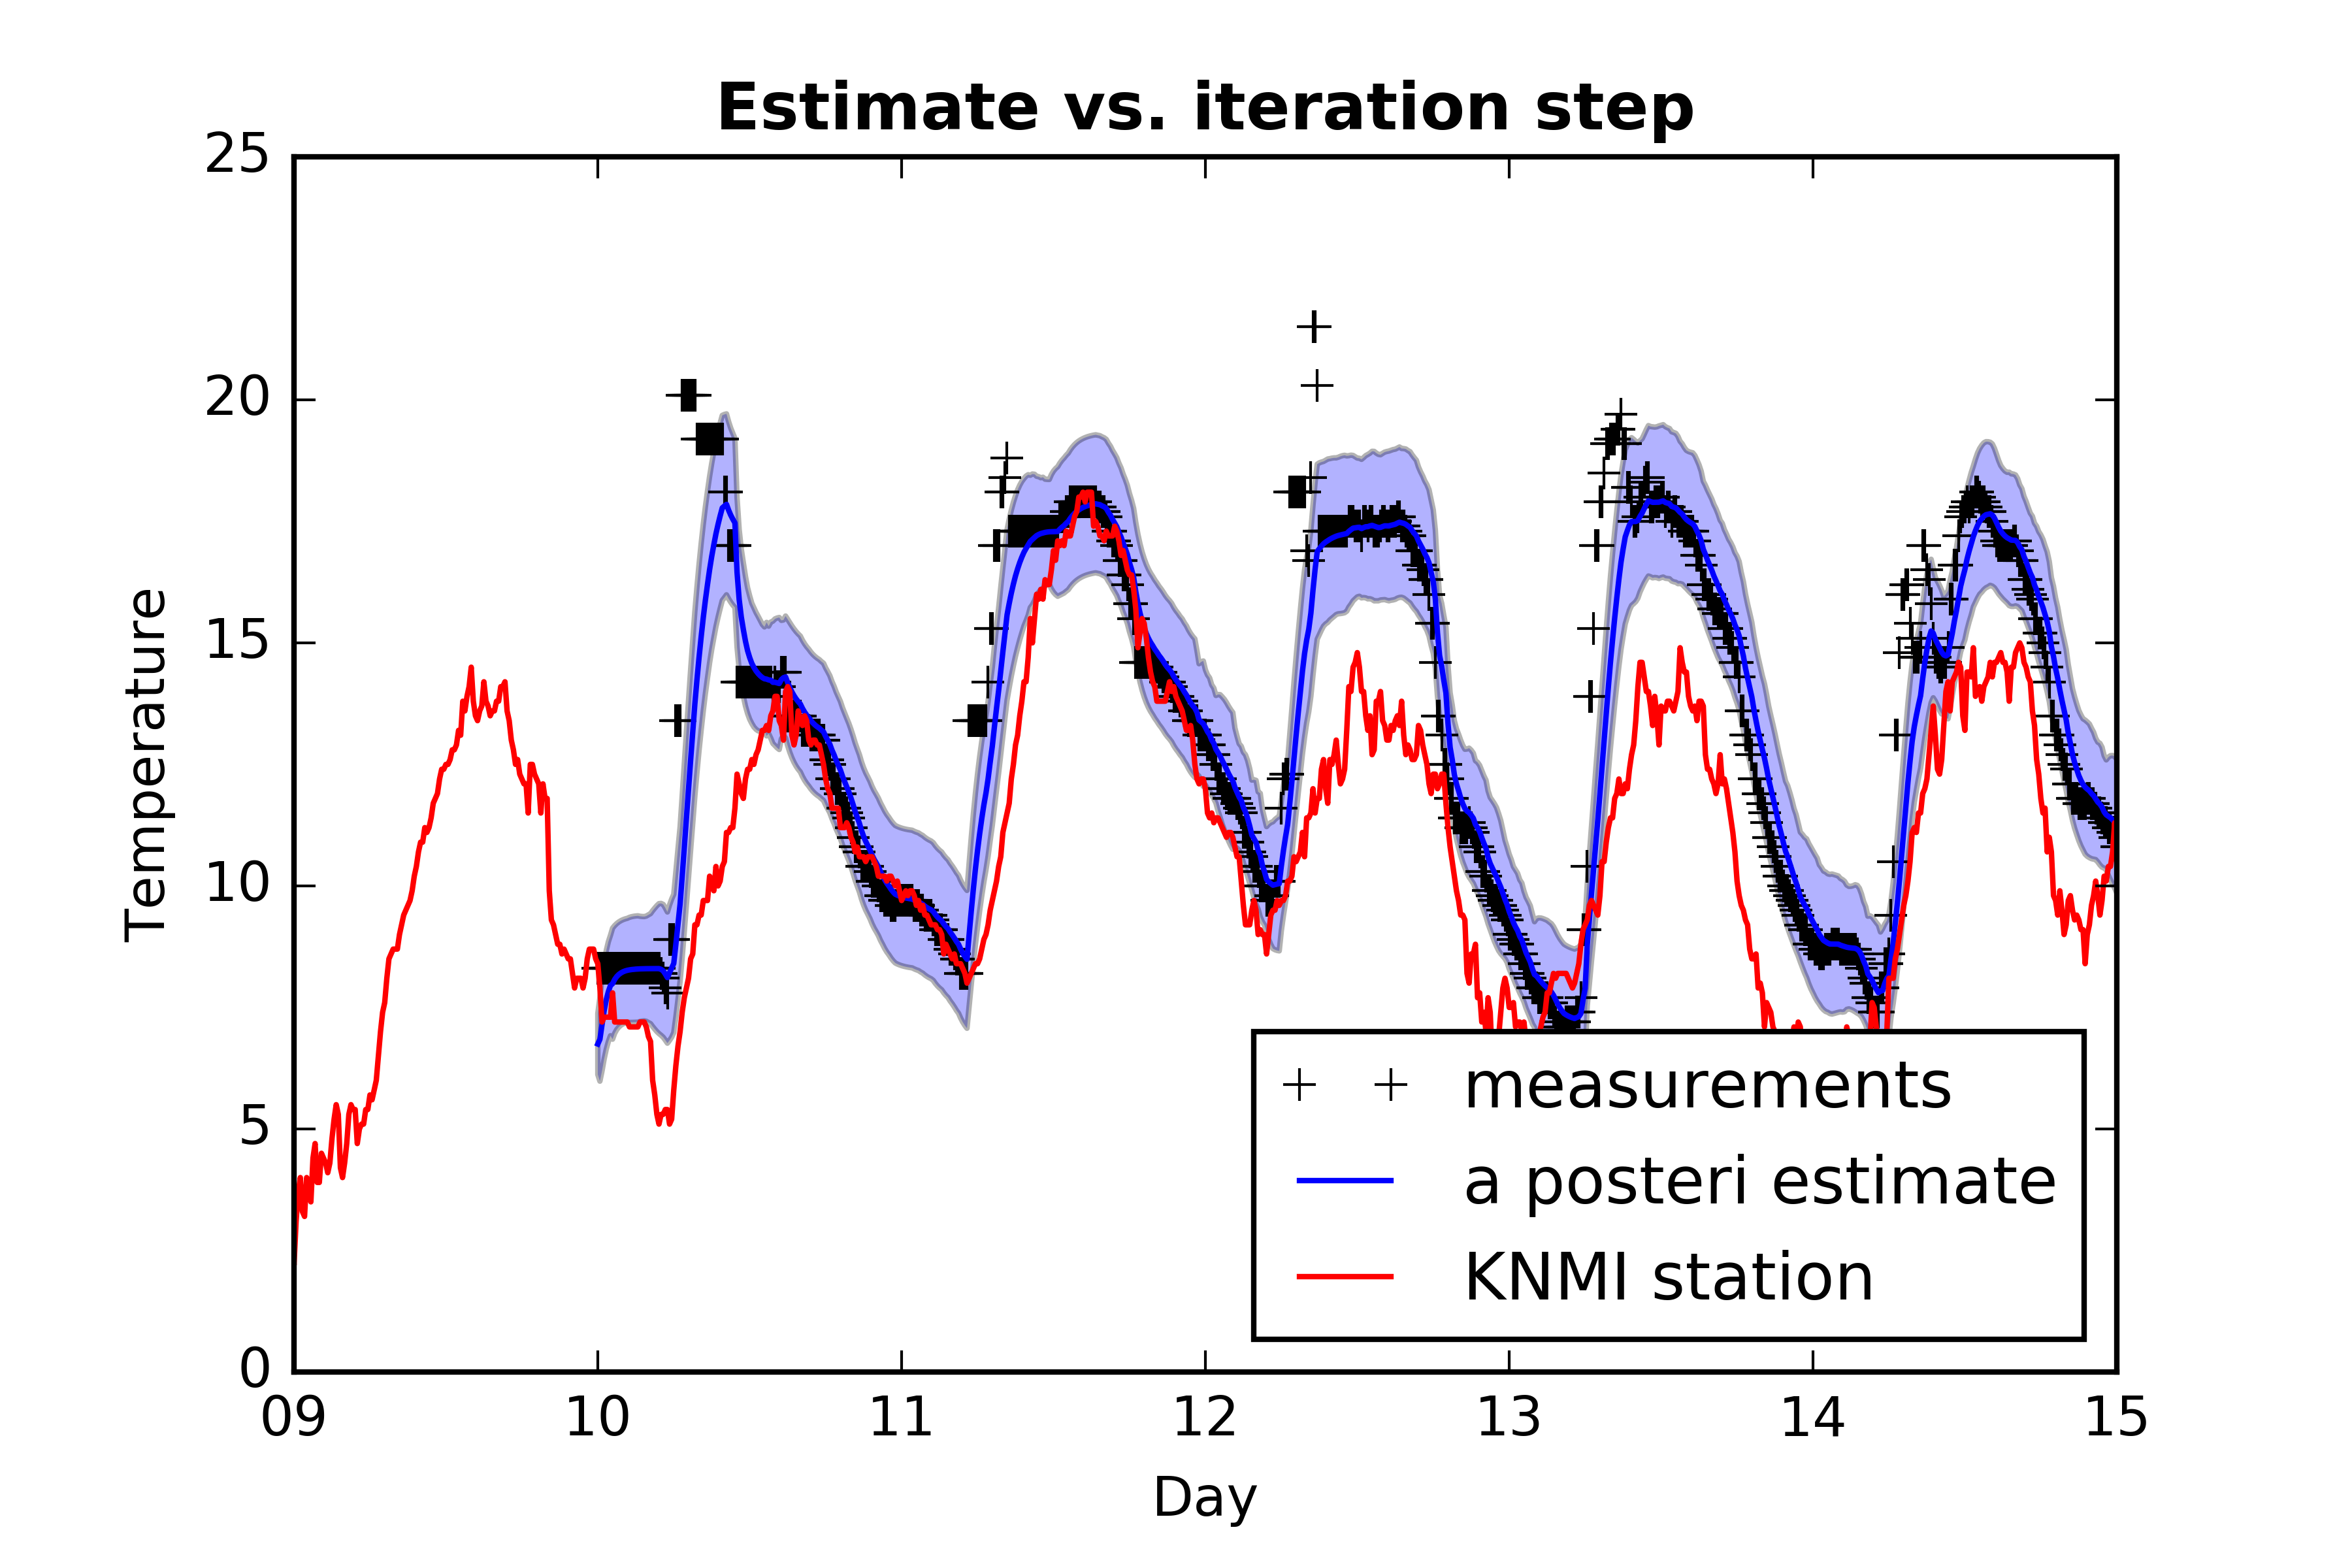 Estimate vs. iteration step
25
20
15
10
5
0
Temperature
09 10 11 12 13 14 15
Day
measurements
a posteri estimate
KNMI station